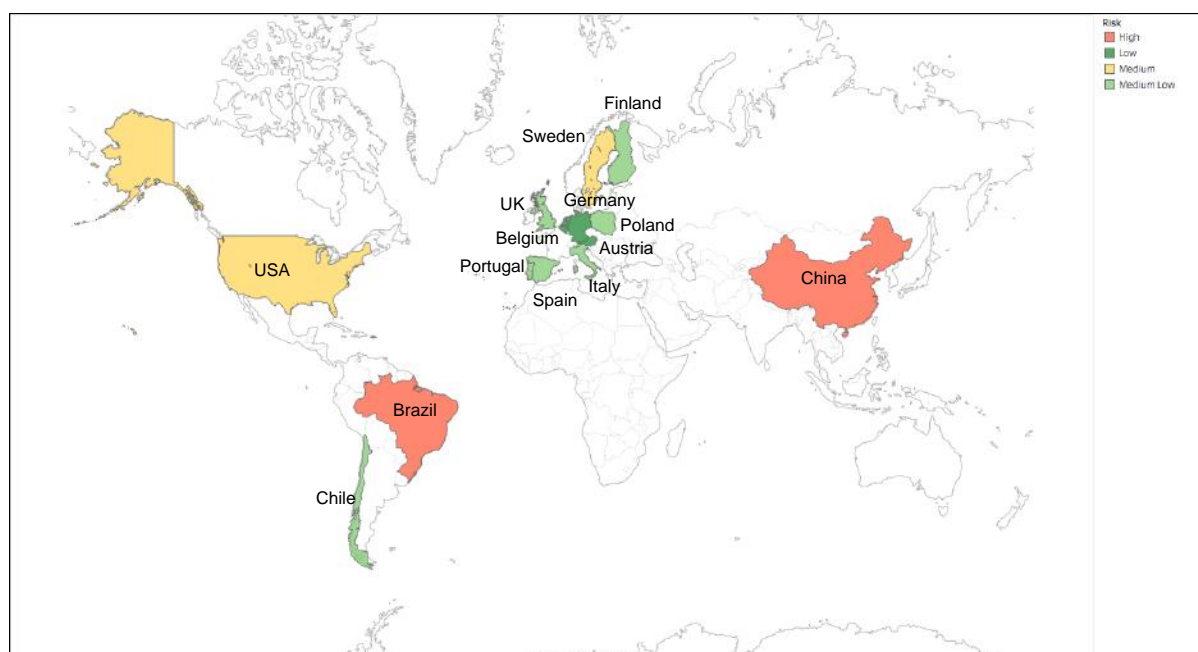 Risk
High
Low
Medium
Medium Low
Finland
Sweden
Germany
UK
Poland
Belgium
Austria
Portugal
USA
China
Italy
Spain
Brazil
Chile